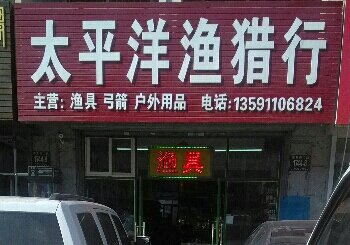 太平洋渔猎行
主营: 渔具 弓箭 户外用品 电话:13591106824
渔具